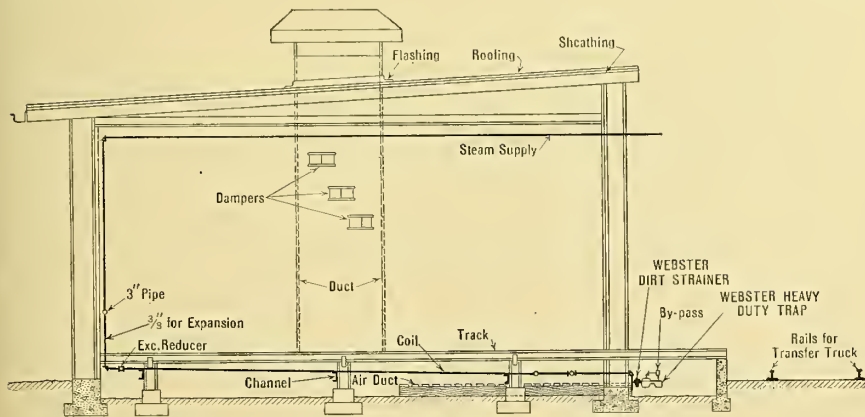 Flashing
Roofing
Sheathing
Steam Supply
Dampers
Duct
3" Pipe
3/8" for Expansion
Exc. Reducer
Track
Coil
Channel
Air Duct
WEBSTER
DIRT STRAINER
WEBSTER HEAVY
DUTY TRAP
By-pass
Rails for
Transfer Truck